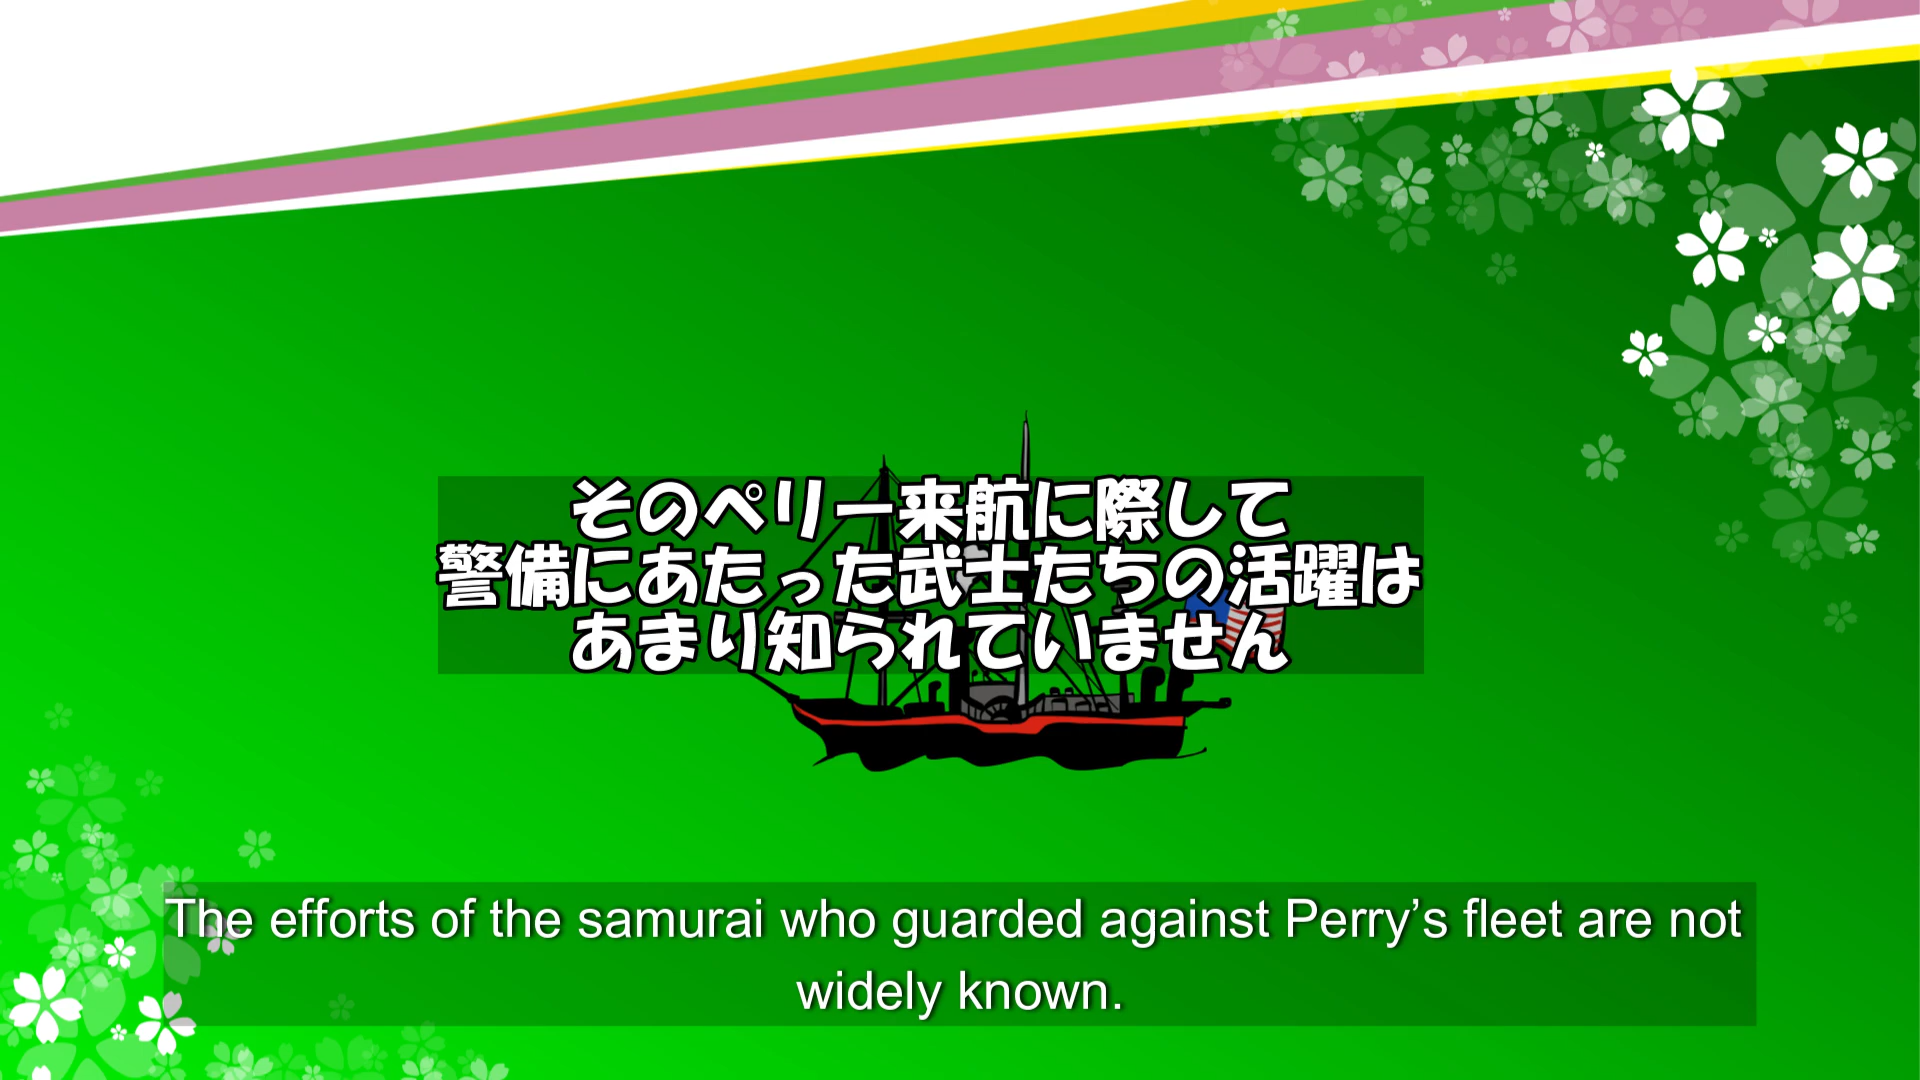 そのペリー来航に際して
警備にあたった武士たちの活躍は
あまり知られていません
The efforts of the samurai who guarded against Perry’s fleet are not
widely known.